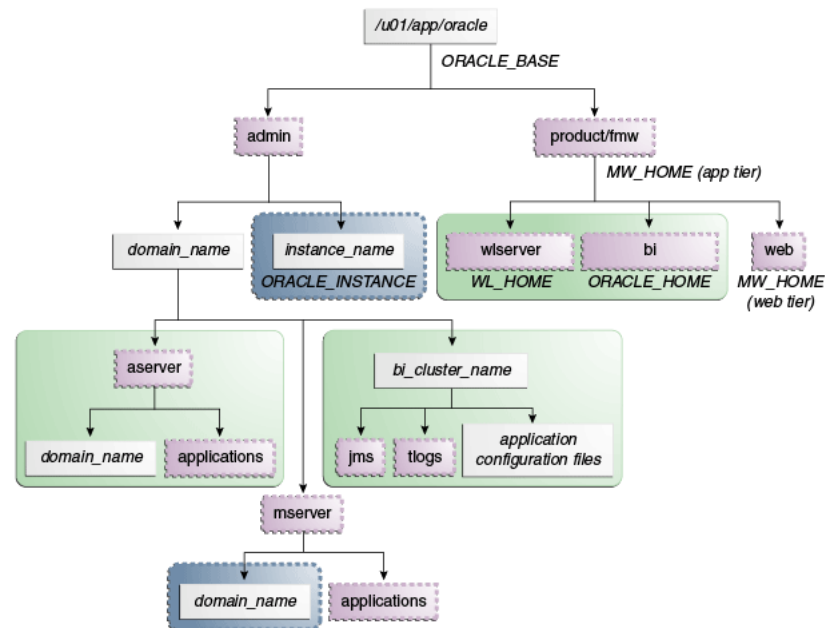 /u01/app/oracle
ORACLE_BASE
admin
product/fmw
MW_HOME (app tier)
domain_name
instance_name
ORACLE_INSTANCE
wlserver
WL_HOME
bi
ORACLE_HOME
web
MW_HOME
(web tier)
aserver
domain_name
applications
bi_cluster_name
jms
tlogs
application
configuration files
mserver
domain_name
applications